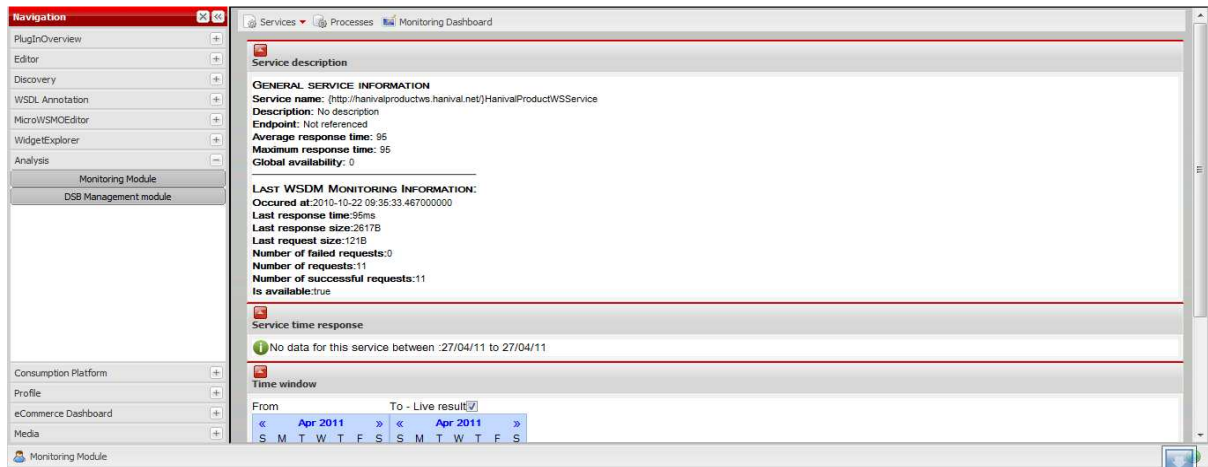 Navigation
PlugInOverview
Editor
Discovery
WSDL Annotation
MicroWSMOEditor
WidgetExplorer
Analysis
Monitoring Module
DSB Management module
Consumption Platform
Profile
eCommerce Dashboard
Media
Services Processes Monitoring Dashboard
Service description
GENERAL SERVICE INFORMATION
Service name: {http://hanivalproductws.hanival.net/}HanivalProductWSService
Description: No description
Endpoint: Not referenced
Average response time: 95
Maximum response time: 95
Global availability: 0
LAST WSDM MONITORING INFORMATION:
Occured at:2010-10-22 09:35:33.467000000
Last response time:95ms
Last response size:2617B
Last request size:121B
Number of failed requests:0
Number of requests:11
Number of successful requests:11
Is available:true
Service time response
No data for this service between :27/04/11 to 27/04/11
Time window
From To - Live result
« Apr 2011 » « Apr 2011 »
S M T W T F S S M T W T F S
Monitoring Module